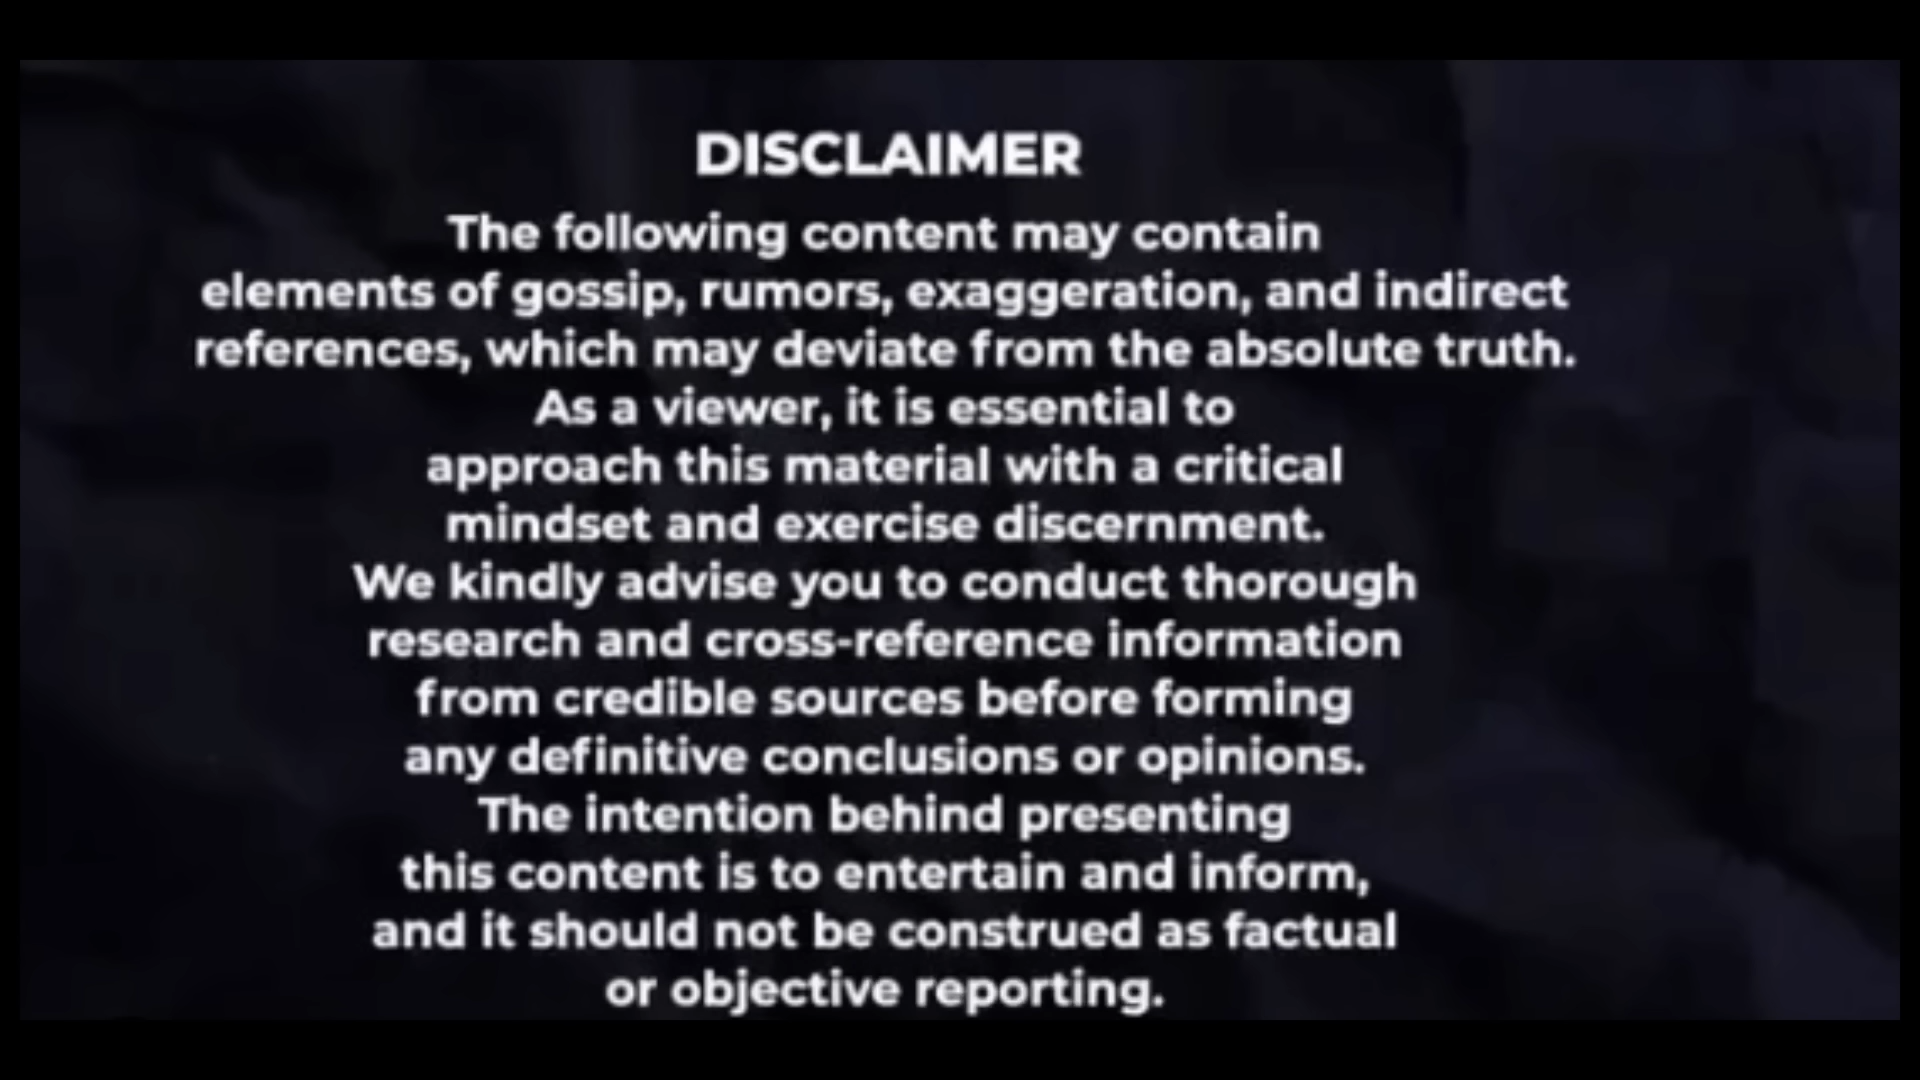 DISCLAIMER
The following content may contain
elements of gossip, rumors, exaggeration, and indirect
references, which may deviate from the absolute truth.
As a viewer, it is essential to
approach this material with a critical
mindset and exercise discernment.
We kindly advise you to conduct thorough
research and cross-reference information
from credible sources before forming
any definitive conclusions or opinions.
The intention behind presenting
this content is to entertain and inform,
and it should not be construed as factual
or objective reporting.